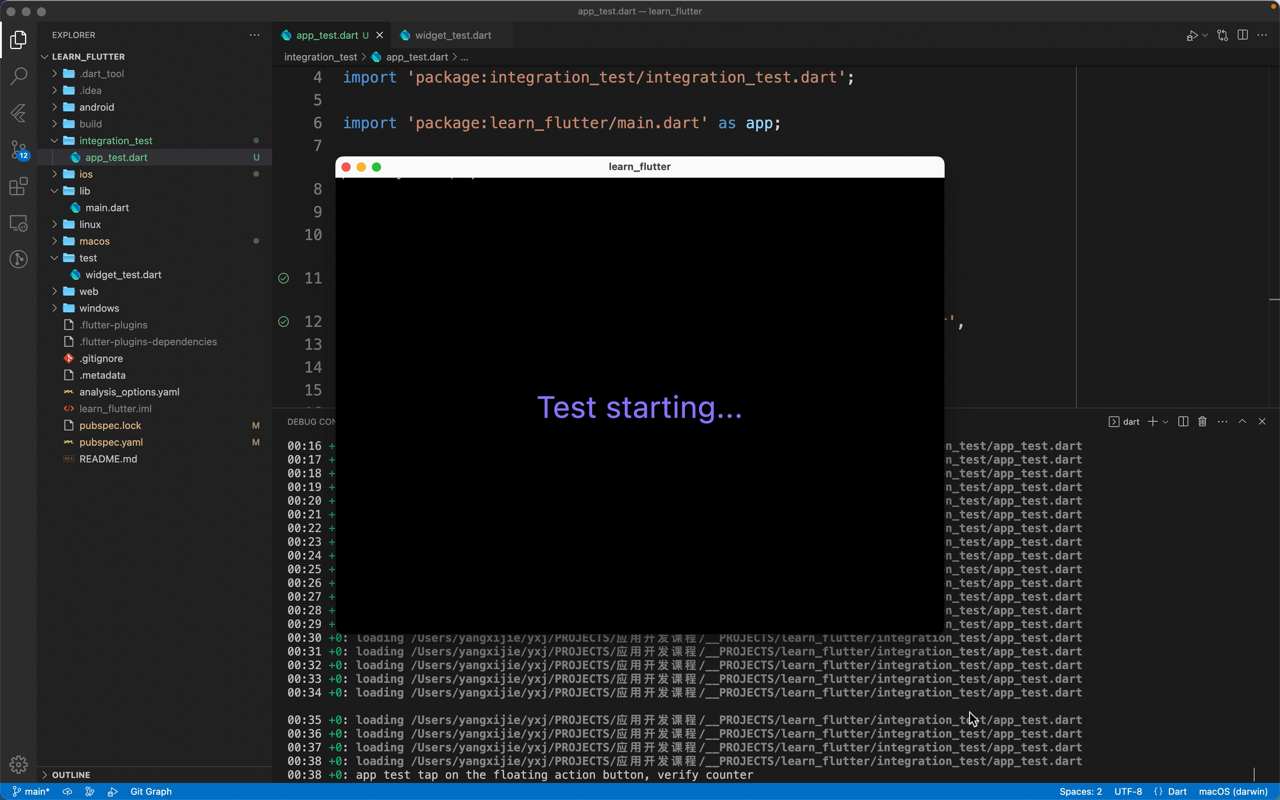 app_test.dart — learn_flutter
EXPLORER
LEARN_FLUTTER
.dart_tool
.idea
android
build
integration_test
app_test.dart U
ios
lib
main.dart
linux
macos
test
widget_test.dart
web
windows
.flutter-plugins
.flutter-plugins-dependencies
.gitignore
.metadata
analysis_options.yaml
learn_flutter.iml
pubspec.lock M
pubspec.yaml M
README.md
OUTLINE
12
app_test.dart U
widget_test.dart
integration_test > app_test.dart > ...
4 import 'package:integration_test/integration_test.dart';
5
6 import 'package:learn_flutter/main.dart' as app;
7
8
9
10
11
12 ',
13
14
15
learn_flutter
Test starting...
DEBUG CON
dart
00:16 + n_test/app_test.dart
00:17 + n_test/app_test.dart
00:18 + n_test/app_test.dart
00:19 + n_test/app_test.dart
00:20 + n_test/app_test.dart
00:21 + n_test/app_test.dart
00:22 + n_test/app_test.dart
00:23 + n_test/app_test.dart
00:24 + n_test/app_test.dart
00:25 + n_test/app_test.dart
00:26 + n_test/app_test.dart
00:27 + n_test/app_test.dart
00:28 + n_test/app_test.dart
00:29 + n_test/app_test.dart
00:30 +0: loading /Users/yangxijie/yxj/PROJECTS/应用开发课程/__PROJECTS/learn_flutter/integration_test/app_test.dart
00:31 +0: loading /Users/yangxijie/yxj/PROJECTS/应用开发课程/__PROJECTS/learn_flutter/integration_test/app_test.dart
00:32 +0: loading /Users/yangxijie/yxj/PROJECTS/应用开发课程/__PROJECTS/learn_flutter/integration_test/app_test.dart
00:33 +0: loading /Users/yangxijie/yxj/PROJECTS/应用开发课程/__PROJECTS/learn_flutter/integration_test/app_test.dart
00:34 +0: loading /Users/yangxijie/yxj/PROJECTS/应用开发课程/__PROJECTS/learn_flutter/integration_test/app_test.dart
00:35 +0: loading /Users/yangxijie/yxj/PROJECTS/应用开发课程/__PROJECTS/learn_flutter/integration_test/app_test.dart
00:36 +0: loading /Users/yangxijie/yxj/PROJECTS/应用开发课程/__PROJECTS/learn_flutter/integration_test/app_test.dart
00:37 +0: loading /Users/yangxijie/yxj/PROJECTS/应用开发课程/__PROJECTS/learn_flutter/integration_test/app_test.dart
00:38 +0: loading /Users/yangxijie/yxj/PROJECTS/应用开发课程/__PROJECTS/learn_flutter/integration_test/app_test.dart
00:38 +0: app test tap on the floating action button, verify counter
main* Git Graph Spaces: 2 UTF-8 {} Dart macOS (darwin)